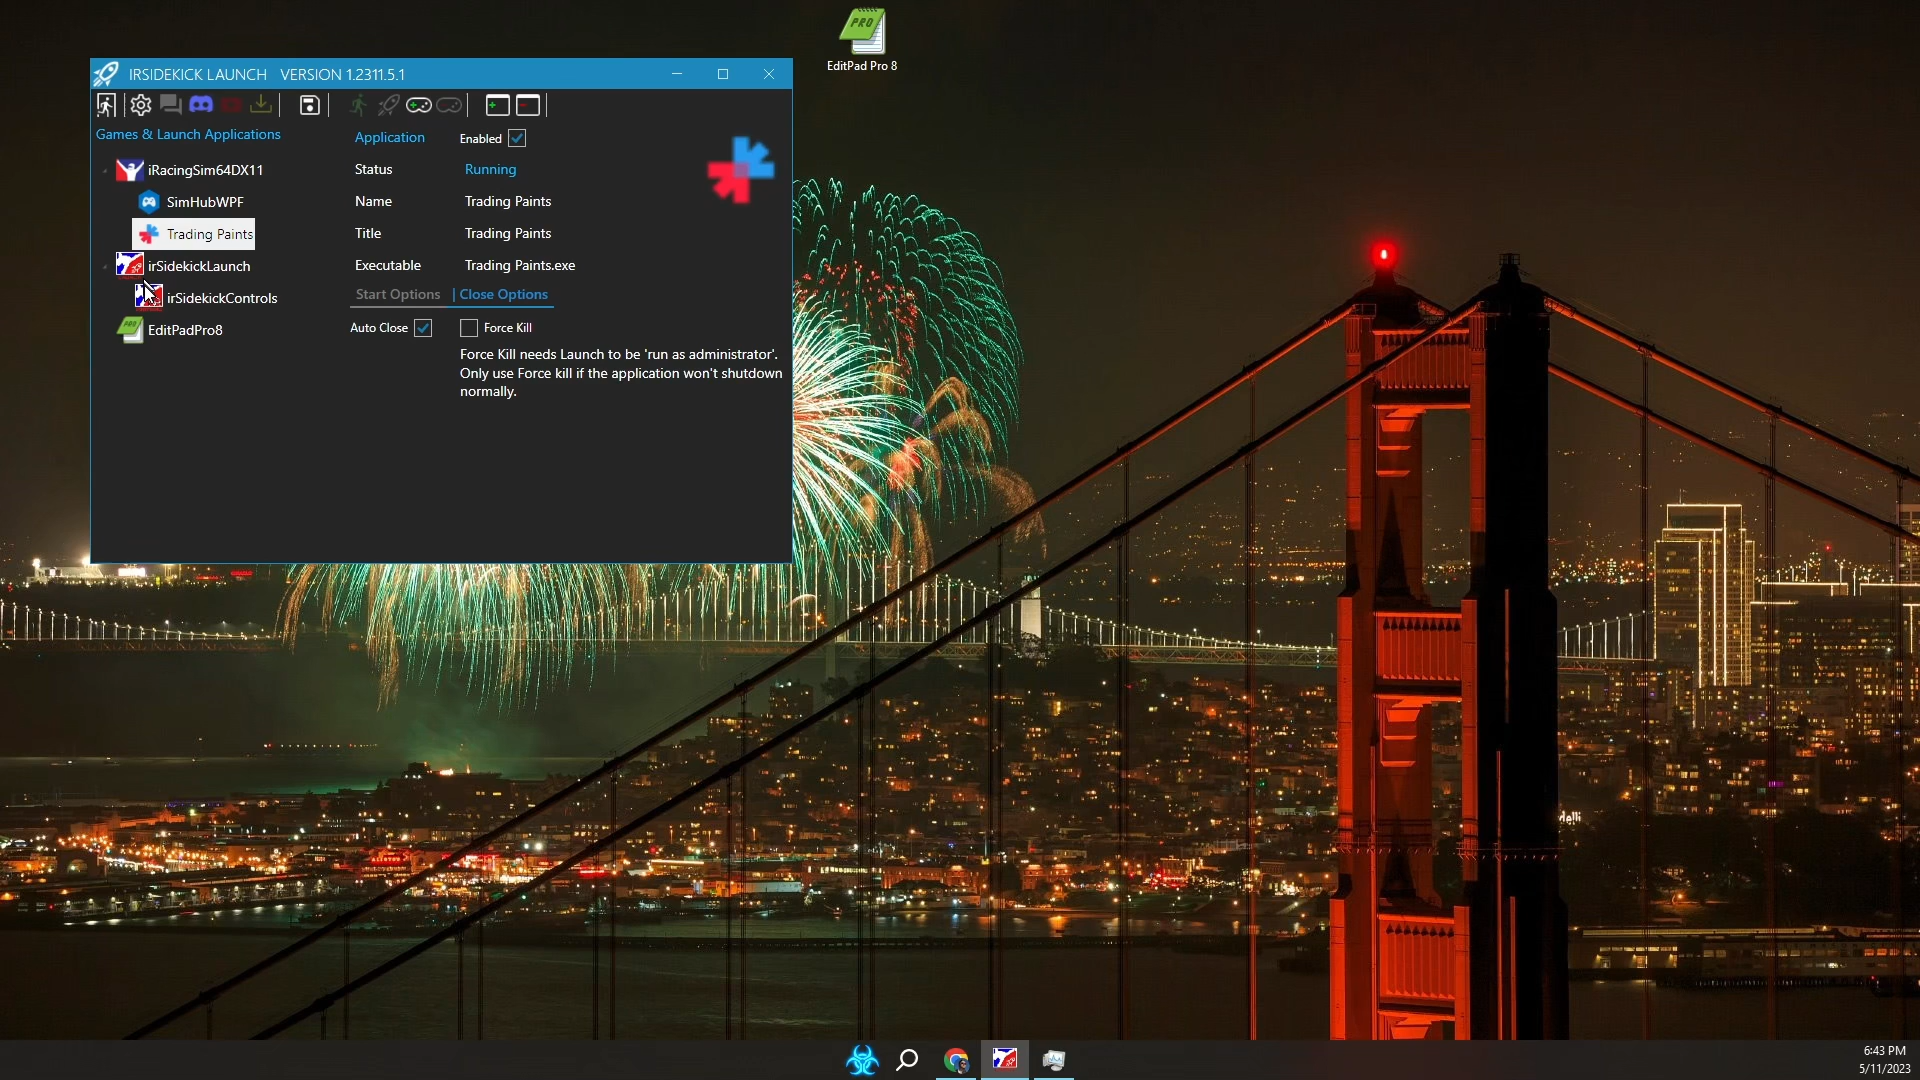 PRO
EditPad Pro 8
IRSIDEKICK LAUNCH VERSION 1.2311.5.1
Games & Launch Applications
iRacingSim64DX11
SimHubWPF
Trading Paints
irSidekickLaunch
irSidekickControls
EditPadPro8
Application
Enabled
Status
Running
Name
Trading Paints
Title
Trading Paints
Executable
Trading Paints.exe
Start Options
Close Options
Auto Close
Force Kill
Force Kill needs Launch to be 'run as administrator'.
Only use Force kill if the application won't shutdown
normally.
6:43 PM
5/11/2023